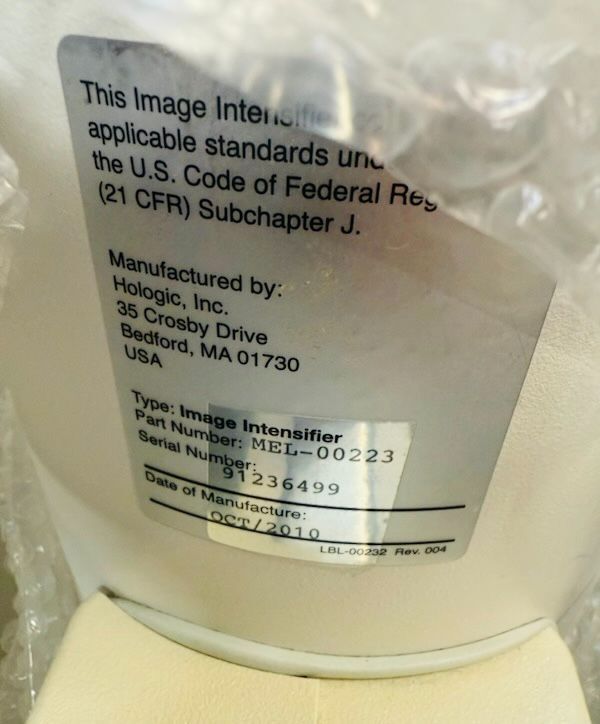 This Image Intensifier
applicable standards
the U.S. Code of Federal
(21 CFR) Subchapter J.
Manufactured by:
Hologic, Inc.
35 Crosby Drive
Bedford, MA 01730
USA
Type: Image Intensifier
Part Number: MEL-00223
Serial Number:
91236499
Date of Manufacture:
OCT/2010
LBL-00232 Rev. 004